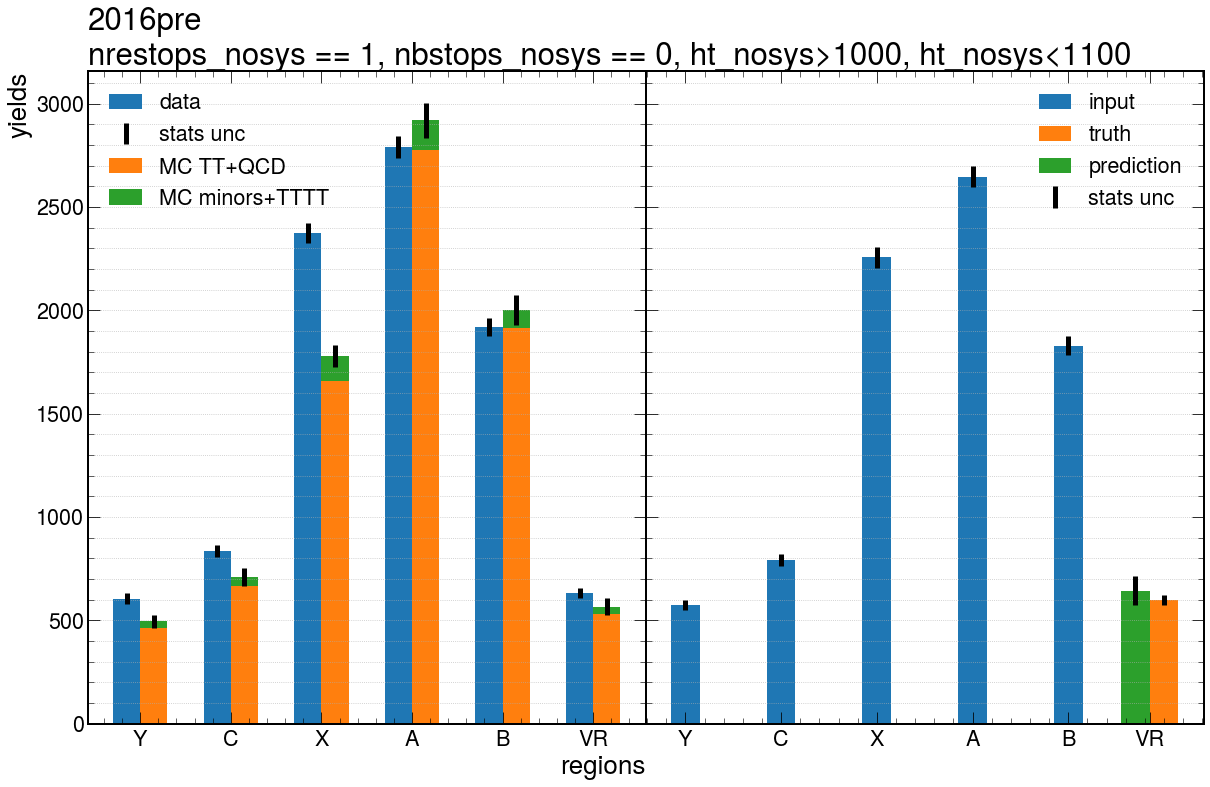 2016pre
nrestops_nosys == 1, nbstops_nosys == 0, ht_nosys>1000, ht_nosys<1100
yields
3000
2500
2000
1500
1000
500
0
data
stats unc
MC TT+QCD
MC minors+TTTT
input
truth
prediction
stats unc
Y C X A B VR
Y C X A B VR
regions